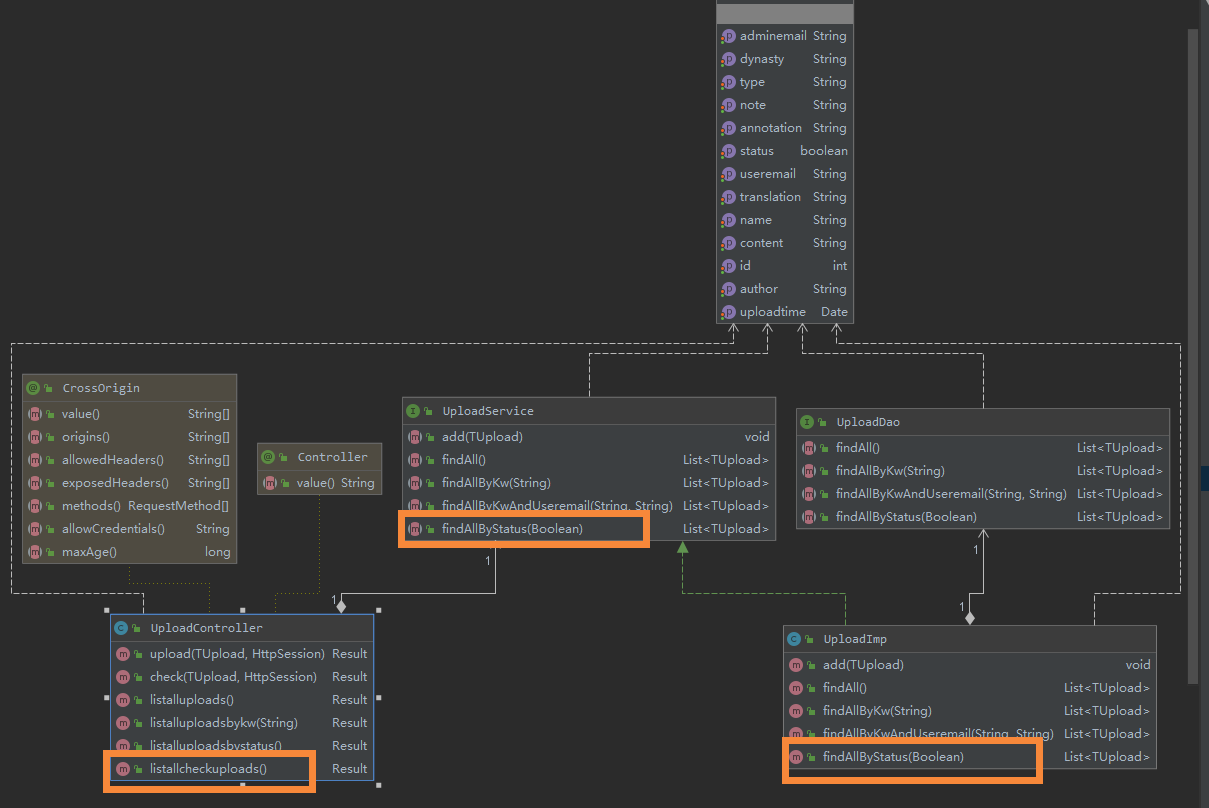 adminemail String
dynasty String
type String
note String
annotation String
status boolean
useremail String
translation String
name String
content String
id int
author String
uploadtime Date
CrossOrigin
value() String[]
origins() String[]
allowedHeaders() String[]
exposedHeaders() String[]
methods() RequestMethod[]
allowCredentials() String
maxAge() long
Controller
value() String
UploadService
add(TUpload) void
findAll() List<TUpload>
findAllByKw(String) List<TUpload>
findAllByKwAndUseremail(String, String) List<TUpload>
findAllByStatus(Boolean) List<TUpload>
UploadDao
findAll() List<TUpload>
findAllByKw(String) List<TUpload>
findAllByKwAndUseremail(String, String) List<TUpload>
findAllByStatus(Boolean) List<TUpload>
1
1
1
1
UploadController
upload(TUpload, HttpSession) Result
check(TUpload, HttpSession) Result
listalluploads() Result
listalluploadsbykw(String) Result
listalluploadsbystatus() Result
listallcheckuploads() Result
UploadImp
add(TUpload) void
findAll() List<TUpload>
findAllByKw(String) List<TUpload>
findAllByKwAndUseremail(String, String) List<TUpload>
findAllByStatus(Boolean) List<TUpload>